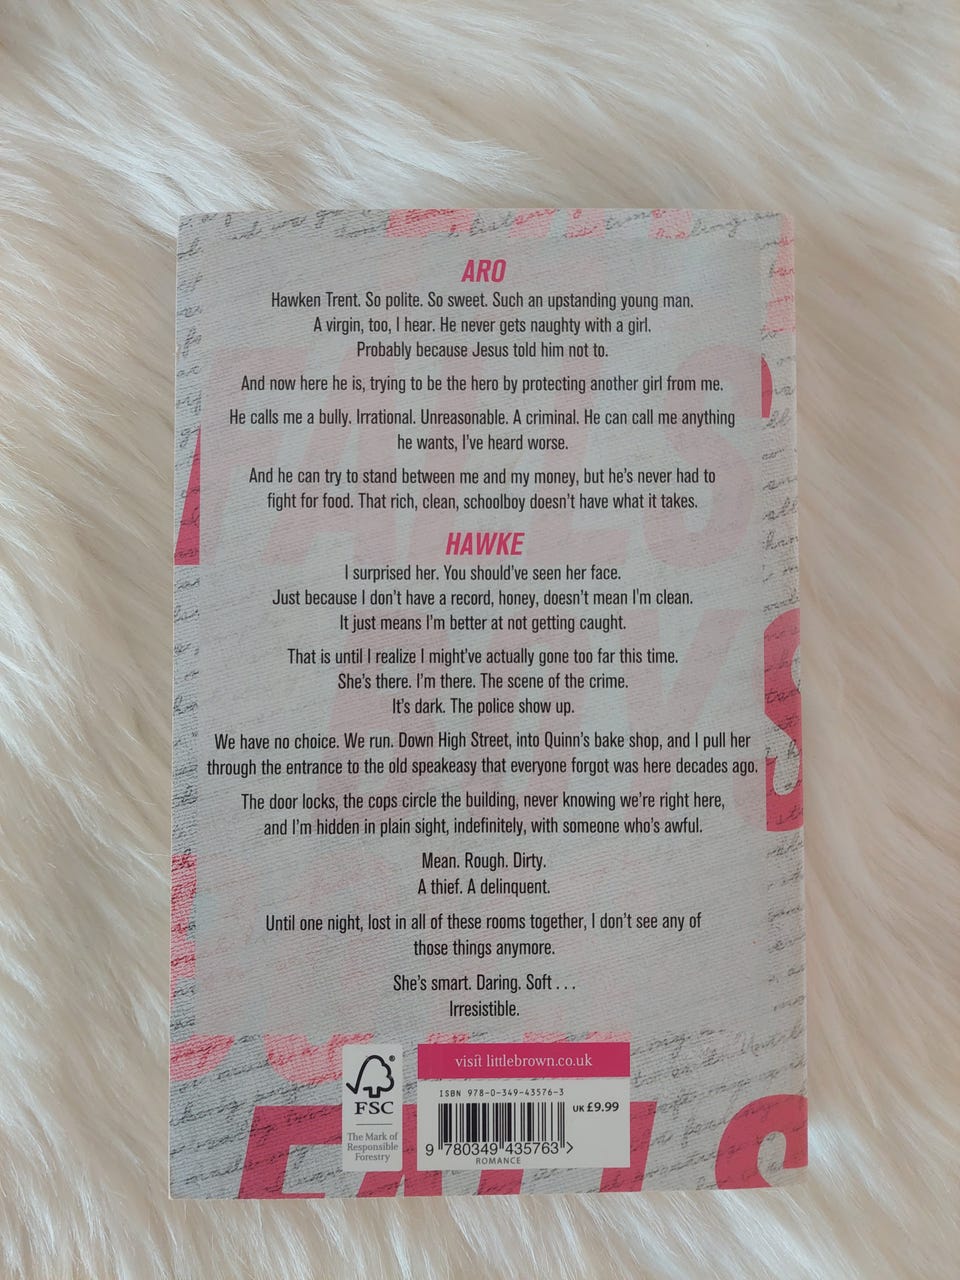 ARO
Hawken Trent. So polite. So sweet. Such an upstanding young man.
A virgin, too, I hear. He never gets naughty with a girl.
Probably because Jesus told him not to.
And now here he is, trying to be the hero by protecting another girl from me.
He calls me a bully. Irrational. Unreasonable. A criminal. He can call me anything
he wants, I've heard worse.
And he can try to stand between me and my money, but he's never had to
fight for food. That rich, clean, schoolboy doesn't have what it takes.
HAWKE
I surprised her. You should've seen her face.
Just because I don't have a record, honey, doesn't mean I'm clean.
It just means I'm better at not getting caught.
That is until I realize I might've actually gone too far this time.
She's there. I'm there. The scene of the crime.
It's dark. The police show up.
We have no choice. We run. Down High Street, into Quinn's bake shop, and I pull her
through the entrance to the old speakeasy that everyone forgot was here decades ago.
The door locks, the cops circle the building, never knowing we're right here,
and I'm hidden in plain sight, indefinitely, with someone who's awful.
Mean. Rough. Dirty.
A thief. A delinquent.
Until one night, lost in all of these rooms together, I don't see any of
those things anymore.
She's smart. Daring. Soft . . .
Irresistible.
visit littlebrown.co.uk
ISBN 978-0-349-43576-3
UK £9.99
9 780349 435763 >
ROMANCE
FSC
®
The Mark of
Responsible
Forestry
FALLS